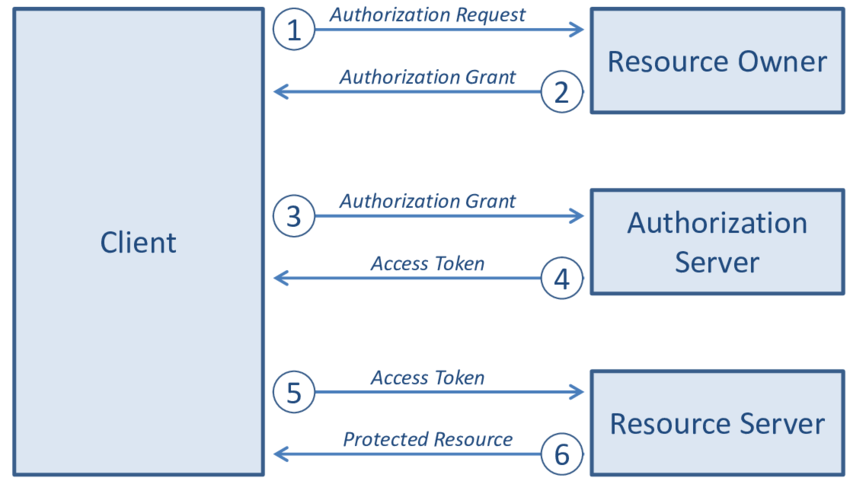 1
Authorization Request
Resource Owner
Authorization Grant
2
Client
3
Authorization Grant
Authorization
Server
Access Token
4
5
Access Token
Resource Server
Protected Resource
6